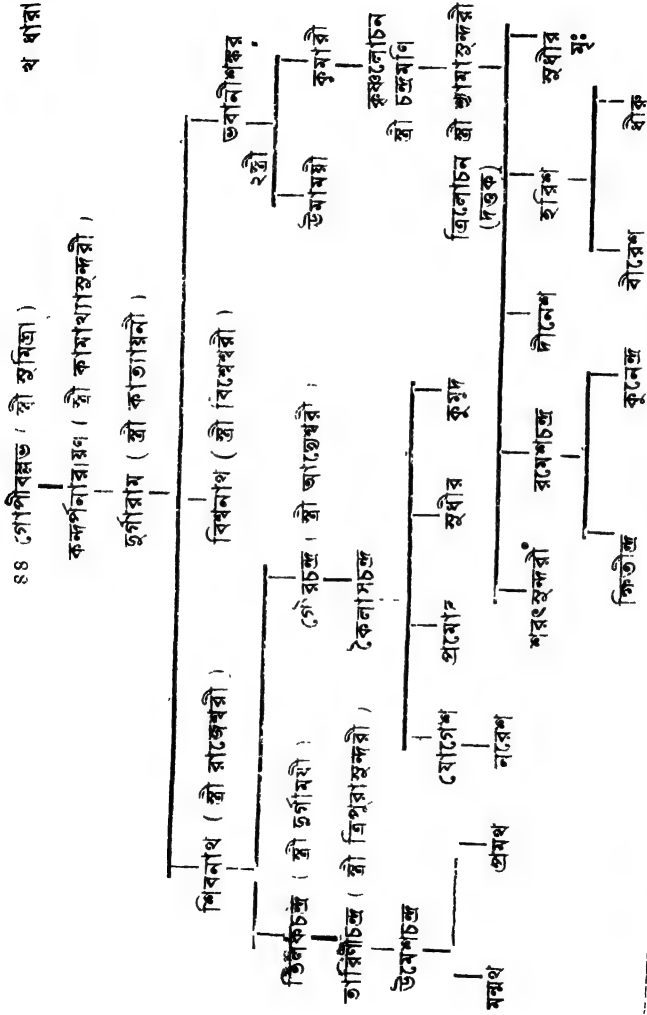 খ ধারা
৪৪ গোপীবল্লভ ( স্ত্রী সুমিত্রা )
কন্দর্পনারায়ণ ( স্ত্রী কামাখ্যাসুন্দরী )
দুর্গারাম ( স্ত্রী কাত্যায়নী )
শিবনাথ ( স্ত্রী রাজেশ্বরী )
বিশ্বনাথ ( স্ত্রী বিশ্বেশ্বরী )
ভবানীশঙ্কর
২স্ত্রী
তিলকচন্দ্র ( স্ত্রী দুর্গাময়ী )
গৌরচন্দ্র ( স্ত্রী আদ্যেশ্বরী )
উমাময়ী
কুমারী
তারিণীচন্দ্র ( স্ত্রী ত্রিপুরাসুন্দরী )
কৈলাসচন্দ্র
কৃষ্ণলোচন
স্ত্রী চন্দ্রমণি
উমেশচন্দ্র
যোগেশ
প্রমোদ
সুধীর
কুমুদ
ত্রিলোচন স্ত্রী শ্যামাসুন্দরী
(দত্তক)
মন্মথ
প্রমথ
নরেশ
শরৎসুন্দরী
রমেশচন্দ্র
দীনেশ
হরিশ
সুধীর
মৃঃ
ক্ষিতীন্দ্র
কুনেন্দ্র
বীরেশ
ধীরু